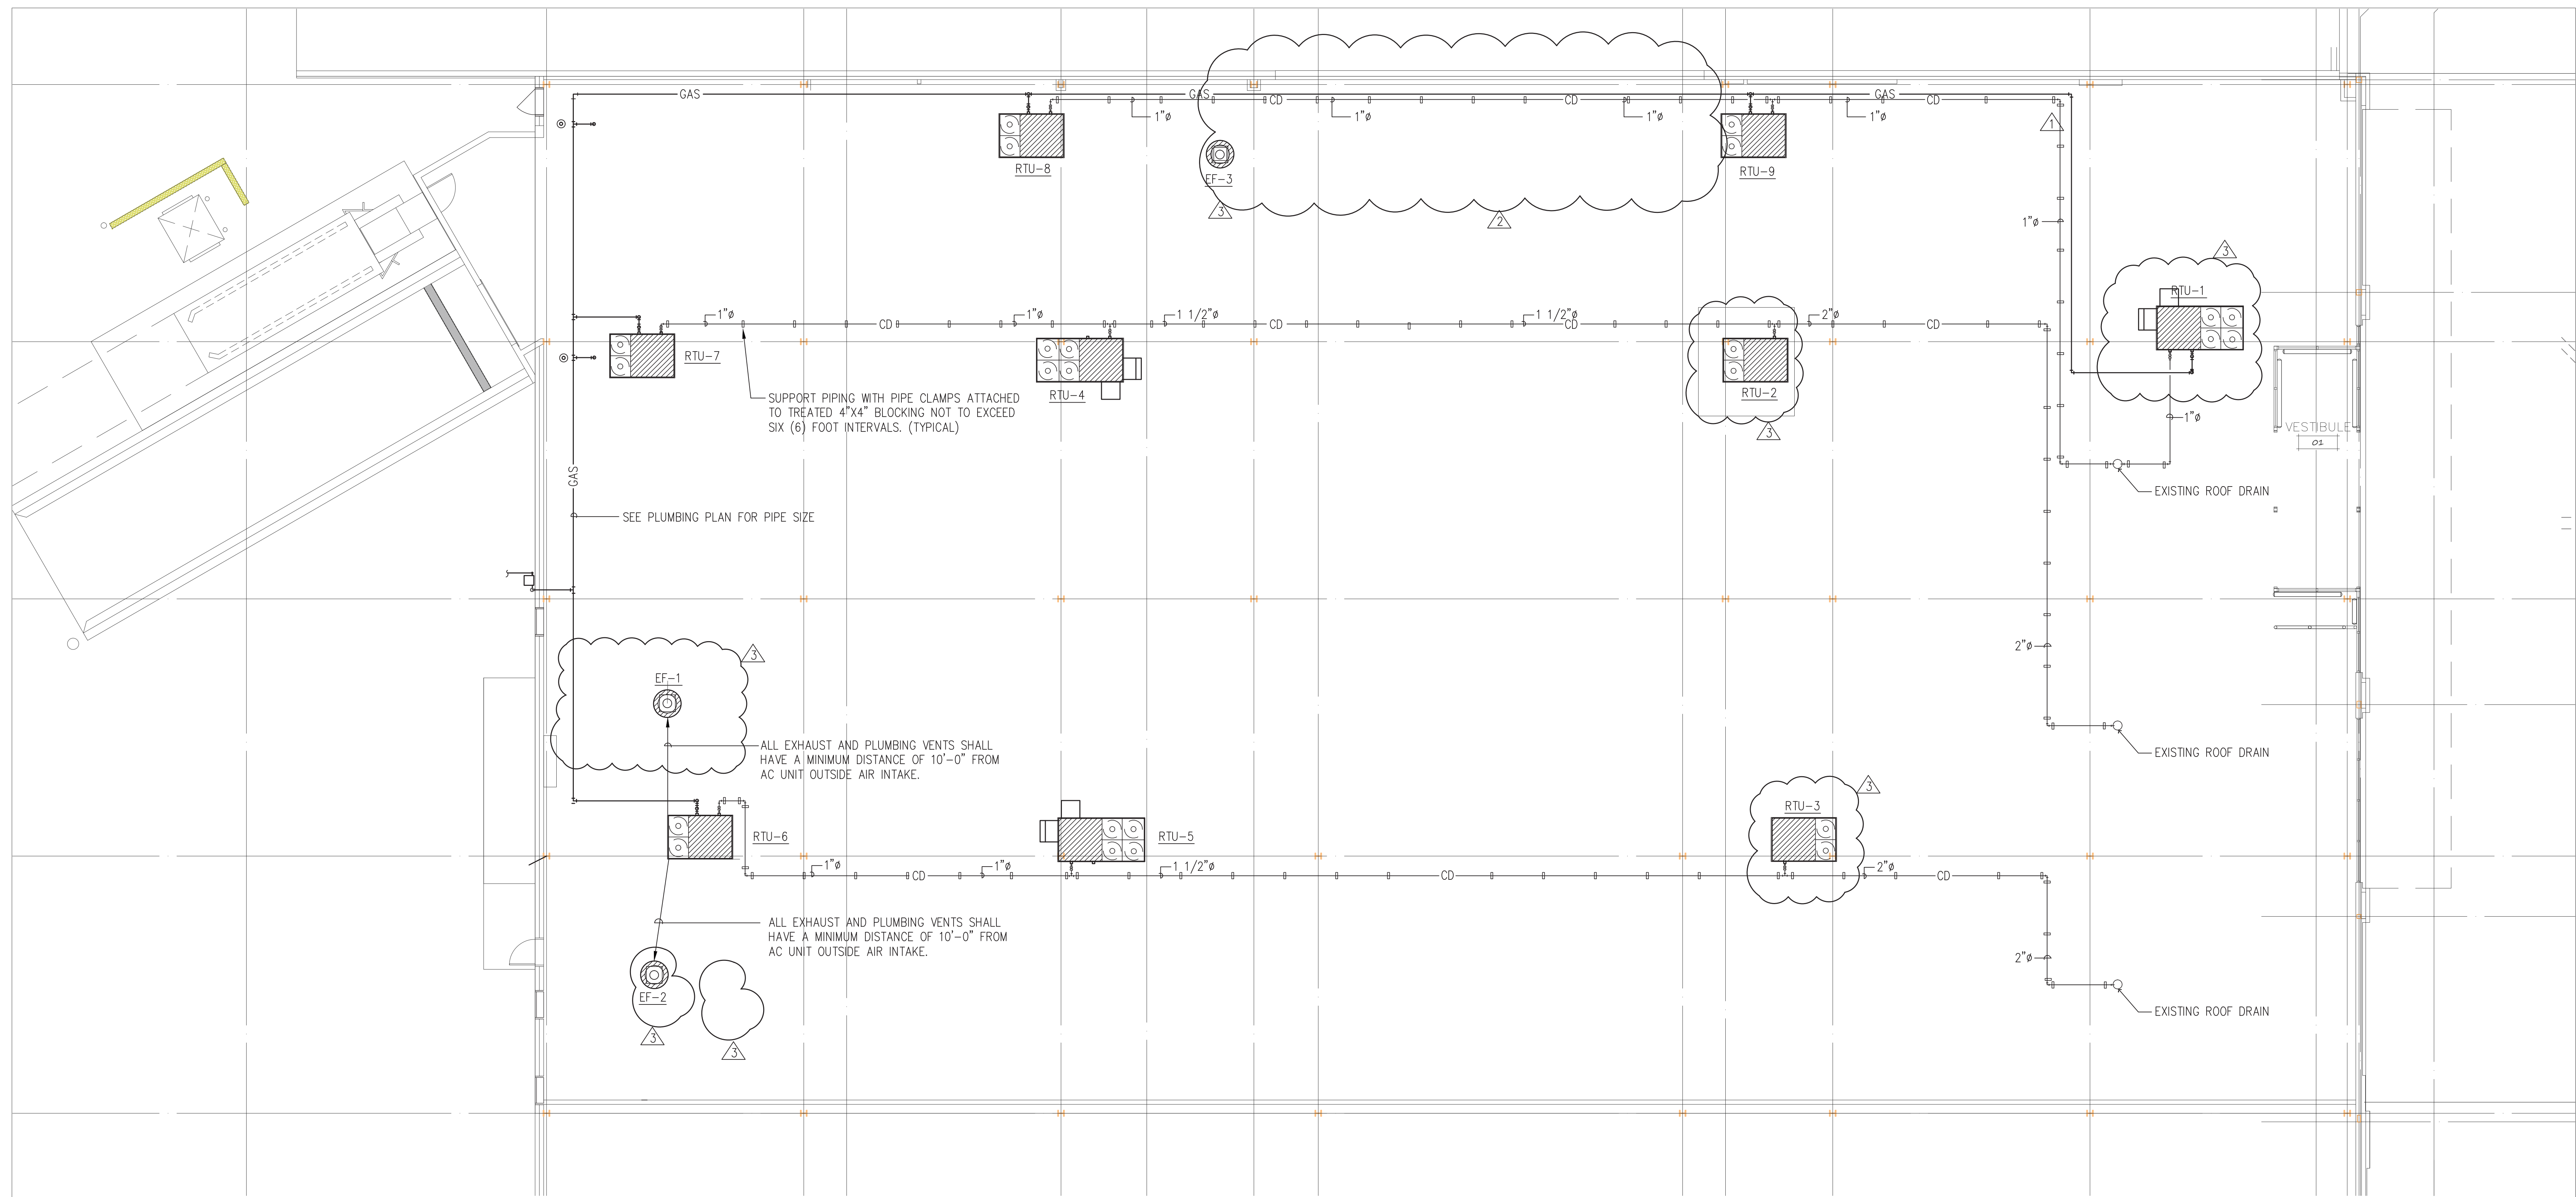 GAS
GAS
CD
CD
GAS
CD
1"ø
1"ø
1"ø
1"ø
1
RTU-8
EF-3
3
2
RTU-9
1"ø
3
RTU-1
1"ø
CD
1"ø
1 1/2"ø
CD
1 1/2"ø
CD
2"ø
CD
RTU-7
RTU-4
RTU-2
3
SUPPORT PIPING WITH PIPE CLAMPS ATTACHED
TO TREATED 4"X4" BLOCKING NOT TO EXCEED
SIX (6) FOOT INTERVALS. (TYPICAL)
1"ø
VESTIBULE
02
GAS
EXISTING ROOF DRAIN
SEE PLUMBING PLAN FOR PIPE SIZE
2"ø
3
EF-1
ALL EXHAUST AND PLUMBING VENTS SHALL
HAVE A MINIMUM DISTANCE OF 10'-0" FROM
AC UNIT OUTSIDE AIR INTAKE.
EXISTING ROOF DRAIN
3
RTU-3
RTU-6
RTU-5
1"ø
CD
1"ø
1 1/2"ø
CD
2"ø
CD
ALL EXHAUST AND PLUMBING VENTS SHALL
HAVE A MINIMUM DISTANCE OF 10'-0" FROM
AC UNIT OUTSIDE AIR INTAKE.
2"ø
EF-2
3
3
EXISTING ROOF DRAIN